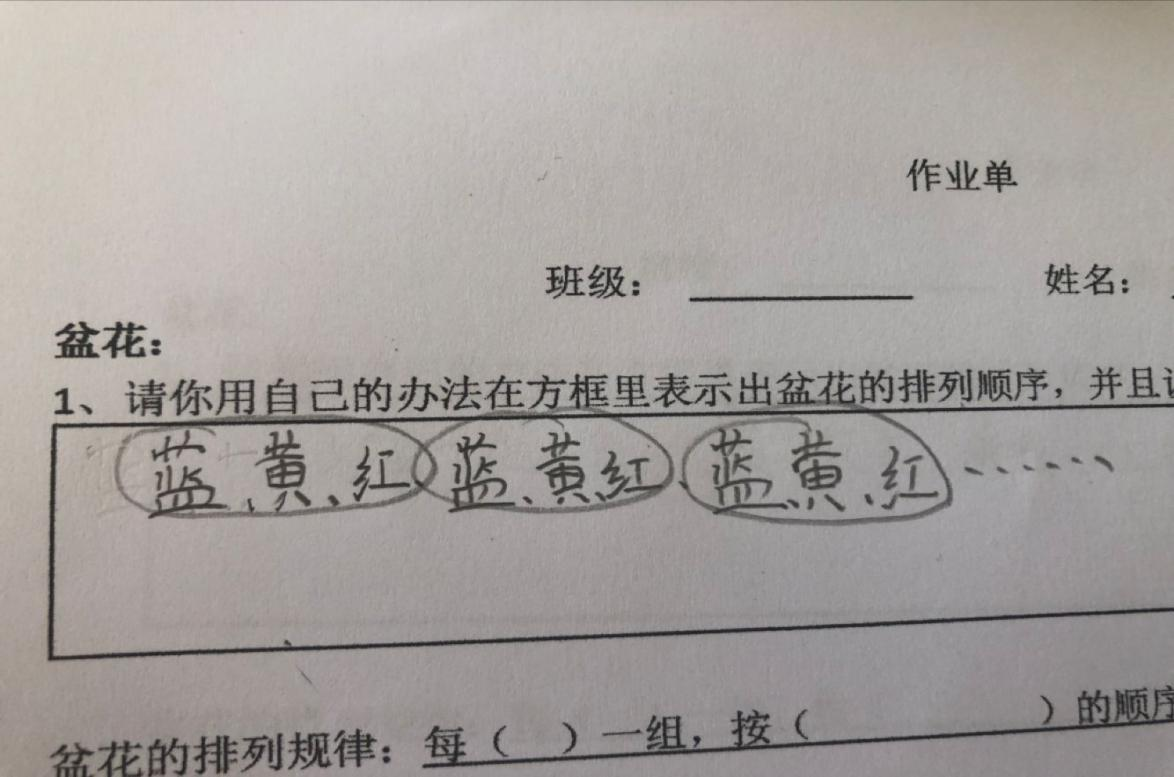 作业单
班级： 姓名：
盆花：
1、请你用自己的办法在方框里表示出盆花的排列顺序，并且
蓝、黄、红、蓝、黄、红、蓝、黄、红、……
盆花的排列规律：每（ ）一组，按（ ）的顺序